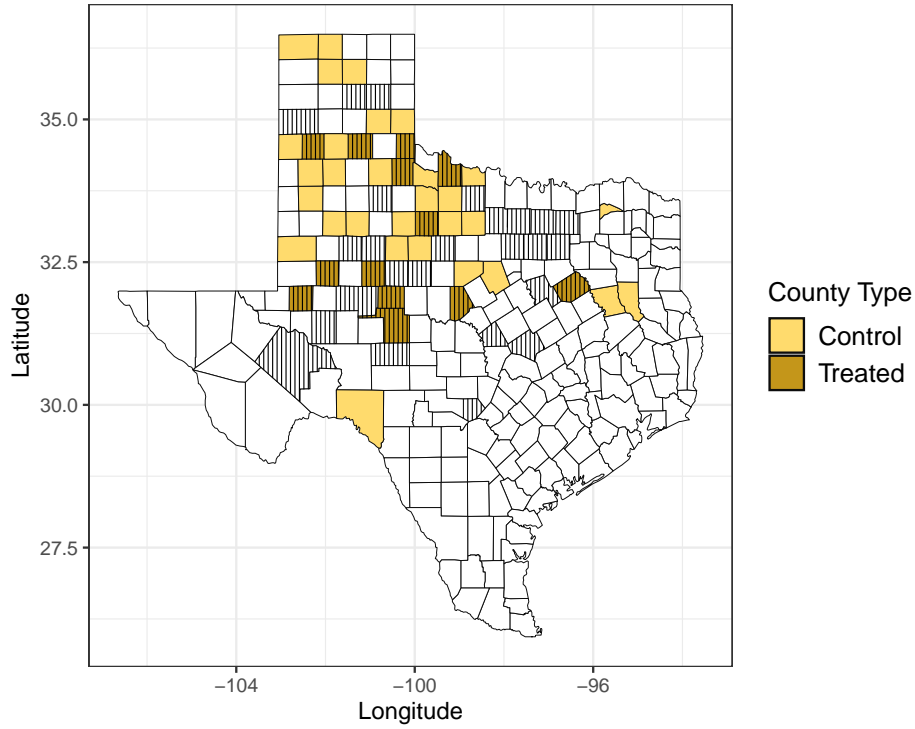 35.0
32.5
30.0
27.5
Latitude
−104
−100
−96
Longitude
County Type
Control
Treated